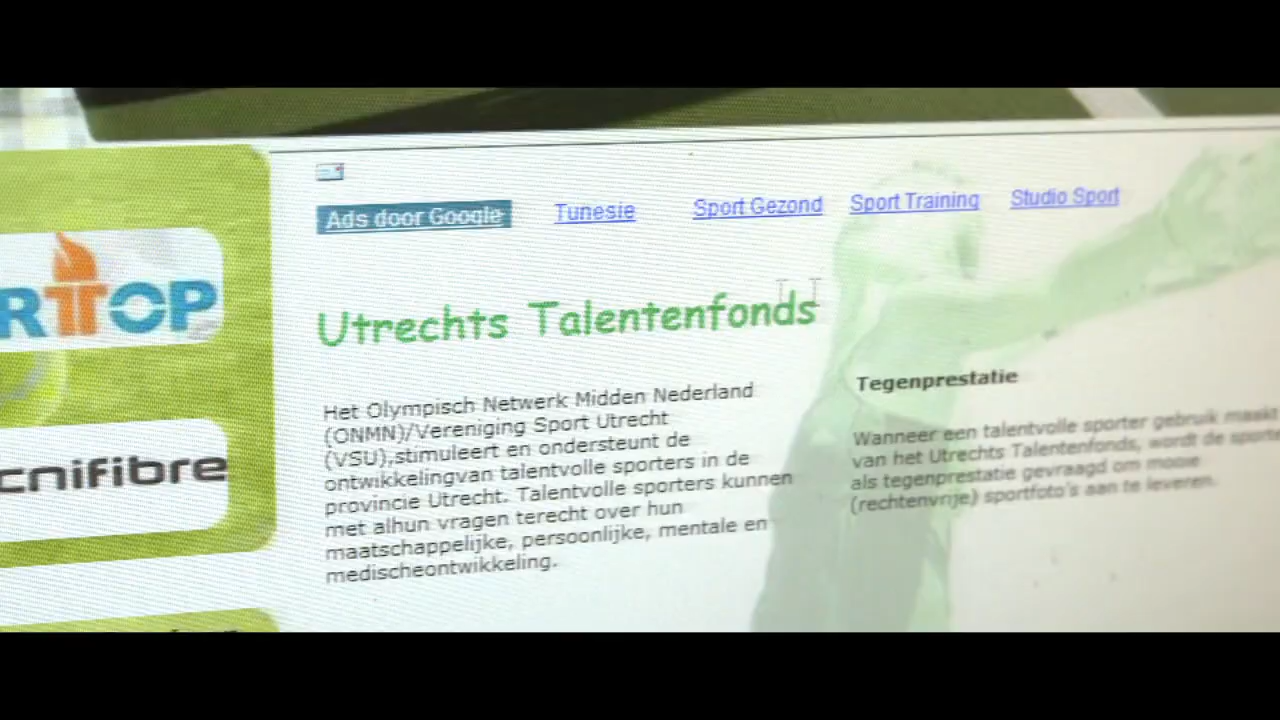 Ads door Google Tunesie Sport Gezond Sport Training Studio Sport
RTTOP
cnifibre
Utrechts Talentenfonds
Het Olympisch Netwerk Midden Nederland
(ONMN)/Vereniging Sport Utrecht
(VSU),stimuleert en ondersteunt de
ontwikkelingvan talentvolle sporters in de
provincie Utrecht. Talentvolle sporters kunnen
met alhun vragen terecht over hun
maatschappelijke, persoonlijke, mentale en
medischeontwikkeling.
Tegenprestatie
Wanneer een talentvolle sporter gebruik maakt
van het Utrechts Talentenfonds, wordt de sporte
als tegenprestatie gevraagd om mooie
(rechtenvrije) sportfoto's aan te leveren.